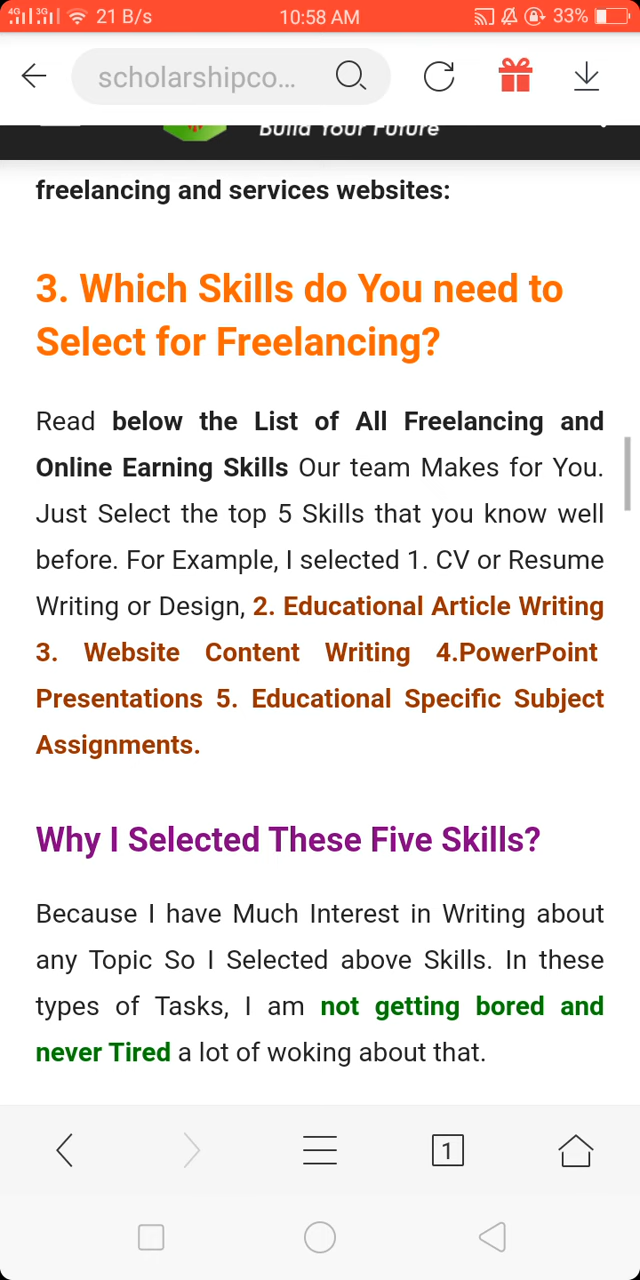 4G 3G 21 B/s 10:58 AM 33%
scholarshipco...
Build Your Future
freelancing and services websites:
3. Which Skills do You need to
Select for Freelancing?
Read below the List of All Freelancing and
Online Earning Skills Our team Makes for You.
Just Select the top 5 Skills that you know well
before. For Example, I selected 1. CV or Resume
Writing or Design, 2. Educational Article Writing
3. Website Content Writing 4.PowerPoint
Presentations 5. Educational Specific Subject
Assignments.
Why I Selected These Five Skills?
Because I have Much Interest in Writing about
any Topic So I Selected above Skills. In these
types of Tasks, I am not getting bored and
never Tired a lot of woking about that.
1